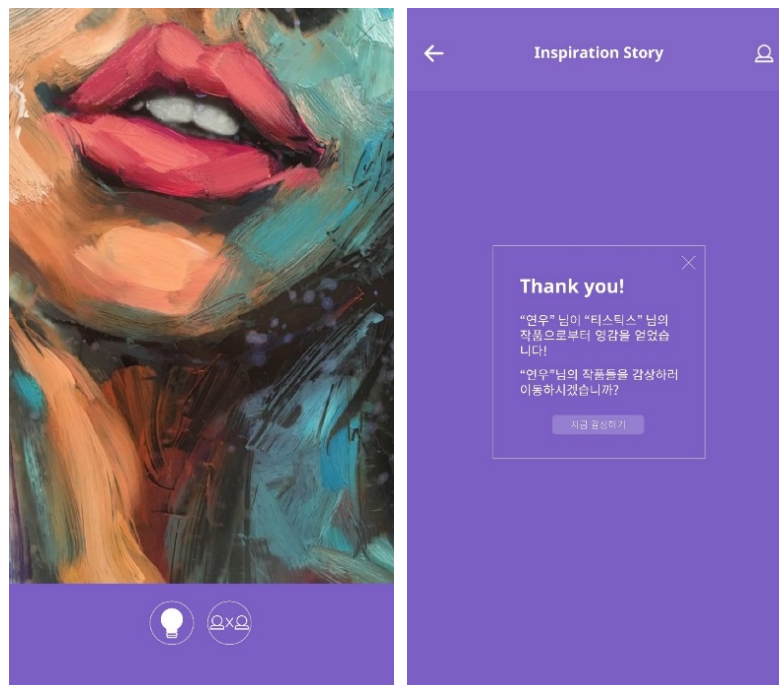 Inspiration Story
Thank you!
“연우” 님이 “티스틱스” 님의
작품으로부터 영감을 얻었습
니다!
“연우”님의 작품들을 감상하러
이동하시겠습니까?
지금 감상하기